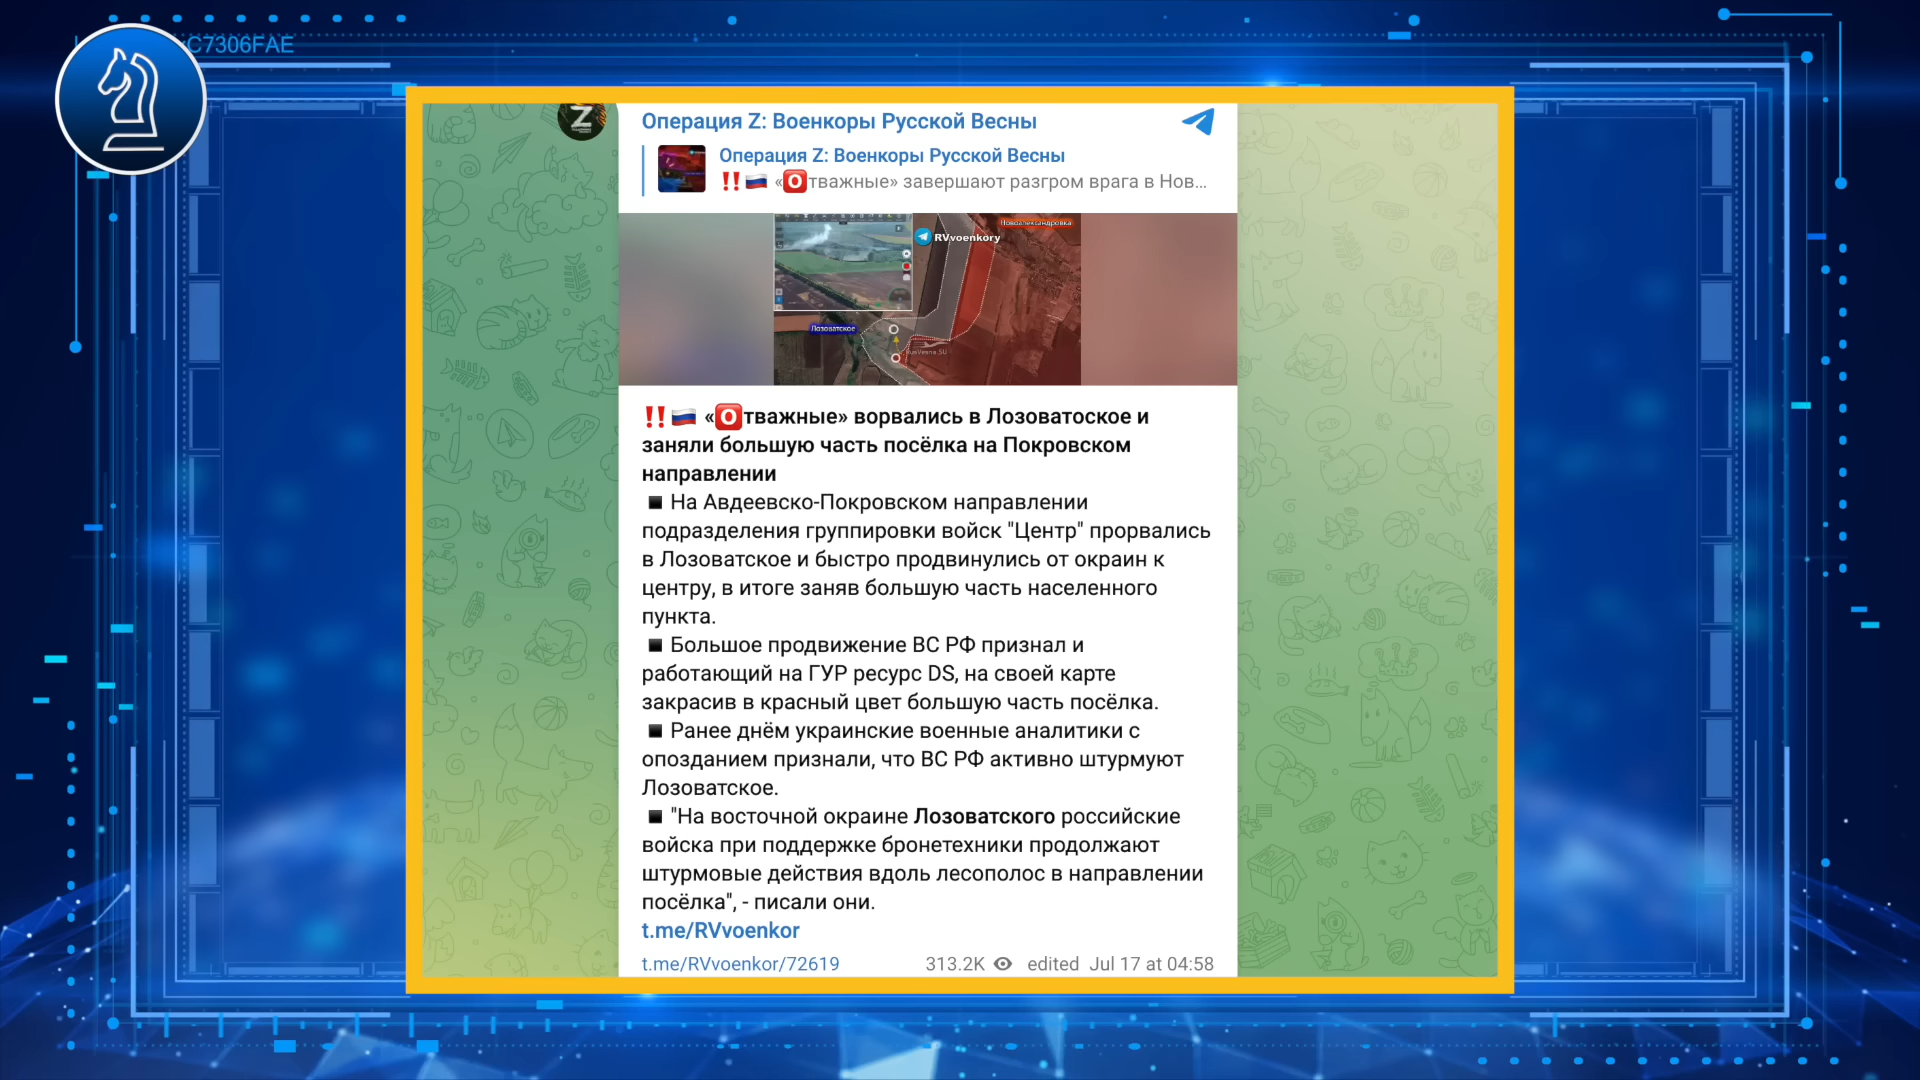 C7306FAE
Операция Z: Военкоры Русской Весны
Операция Z: Военкоры Русской Весны
‼️🇷🇺 «🅾️тважные» завершают разгром врага в Нов...
Новоалександровка
RVvoenkory
Лозоватское
RusVesna.SU
‼️🇷🇺 «🅾️тважные» ворвались в Лозоватоское и
заняли большую часть посёлка на Покровском
направлении
▪️ На Авдеевско-Покровском направлении
подразделения группировки войск "Центр" прорвались
в Лозоватское и быстро продвинулись от окраин к
центру, в итоге заняв большую часть населенного
пункта.
▪️ Большое продвижение ВС РФ признал и
работающий на ГУР ресурс DS, на своей карте
закрасив в красный цвет большую часть посёлка.
▪️ Ранее днём украинские военные аналитики с
опозданием признали, что ВС РФ активно штурмуют
Лозоватское.
▪️ "На восточной окраине Лозоватского российские
войска при поддержке бронетехники продолжают
штурмовые действия вдоль лесополос в направлении
посёлка", - писали они.
t.me/RVvoenkor
t.me/RVvoenkor/72619 313.2K edited Jul 17 at 04:58